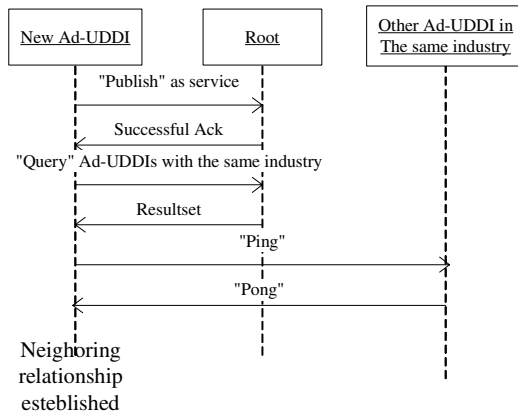 New Ad-UDDI
Root
Other Ad-UDDI in
The same industry
"Publish" as service
Successful Ack
"Query" Ad-UDDIs with the same industry
Resultset
"Ping"
"Pong"
Neighoring
relationship
esteblished